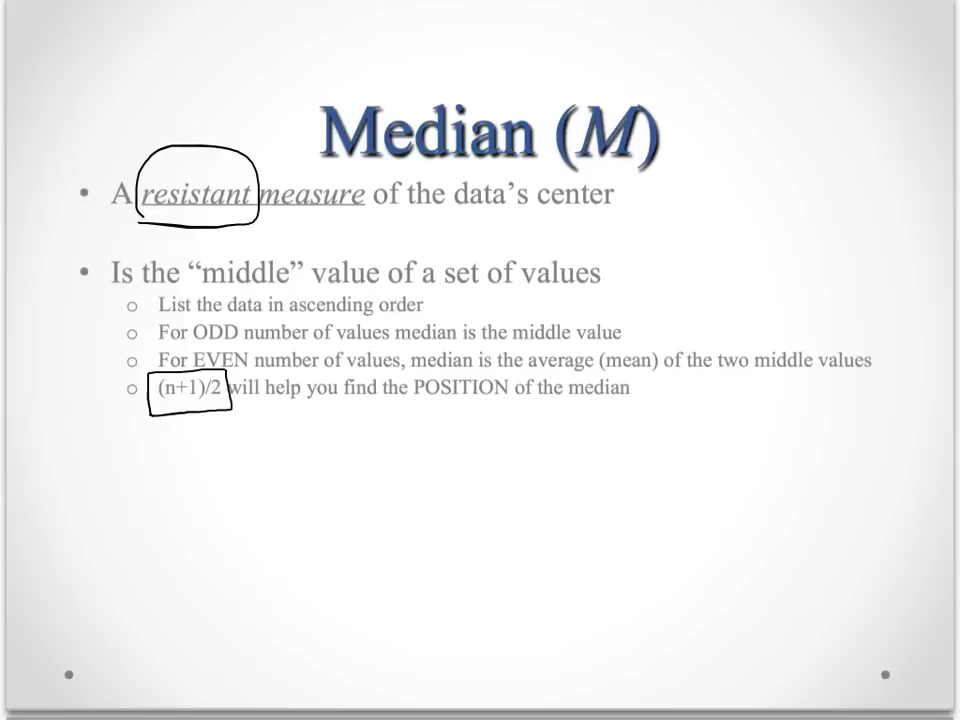 Median (M)
• A resistant measure of the data’s center
• Is the “middle” value of a set of values
o List the data in ascending order
o For ODD number of values median is the middle value
o For EVEN number of values, median is the average (mean) of the two middle values
o (n+1)/2 will help you find the POSITION of the median